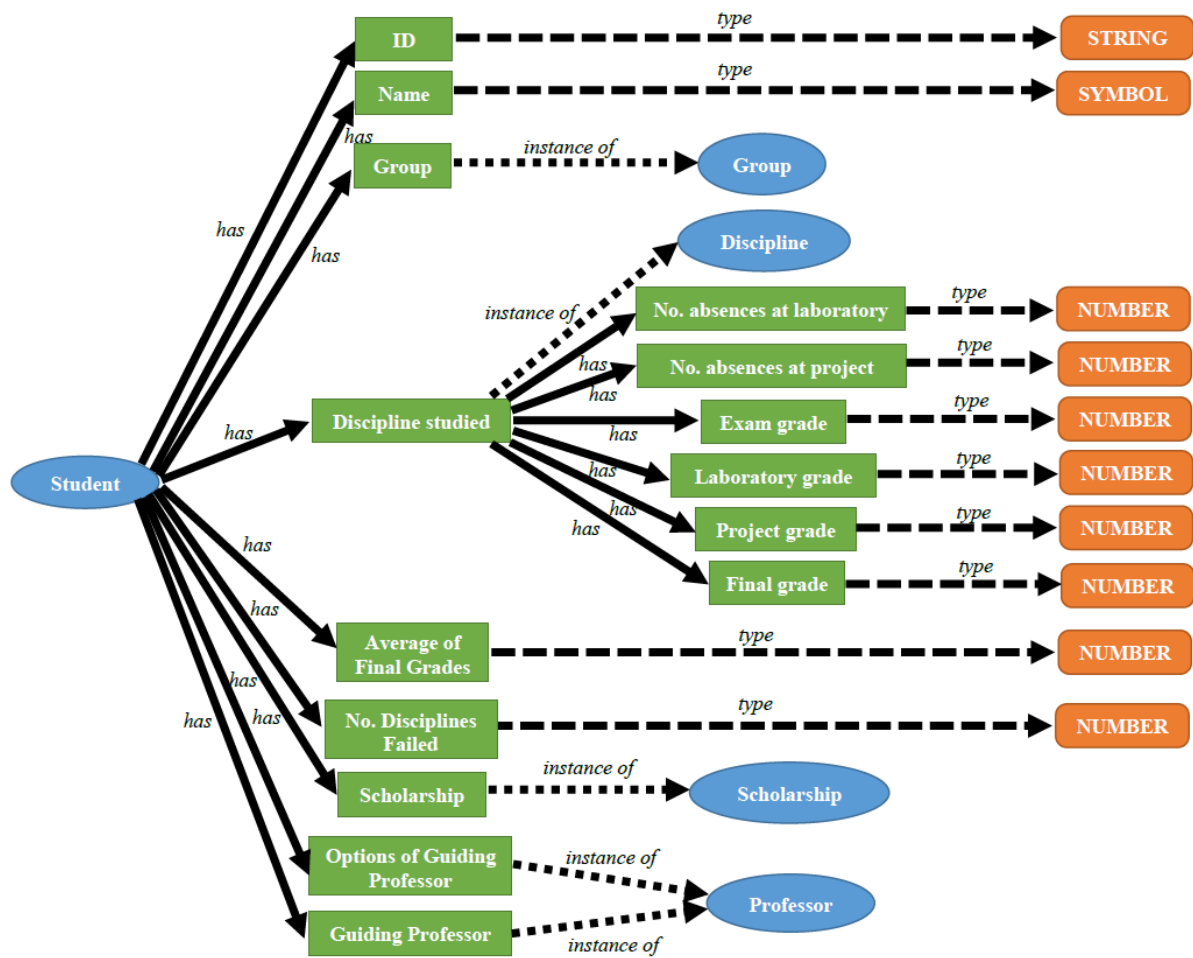 ID
type
STRING
Name
type
SYMBOL
has
Group
instance of
Group
has
has
Discipline
instance of
No. absences at laboratory
type
NUMBER
has
No. absences at project
type
NUMBER
has
Discipline studied
has
Exam grade
type
NUMBER
has
Student
has
Laboratory grade
type
NUMBER
has
Project grade
type
NUMBER
has
Final grade
type
NUMBER
has
Average of
Final Grades
type
NUMBER
has
No. Disciplines
Failed
type
NUMBER
has
Scholarship
instance of
Scholarship
has
Options of Guiding
Professor
instance of
Professor
has
Guiding Professor
instance of